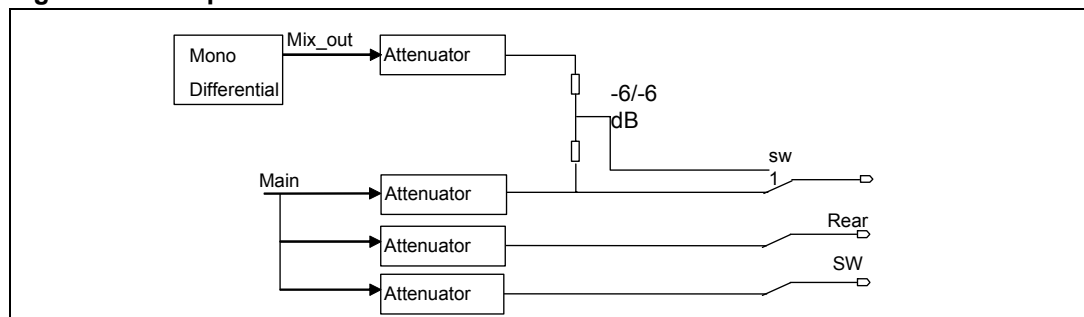 Mono
Differential
Mix_out
Attenuator
-6/-6
dB
sw
1
Main
Attenuator
Rear
Attenuator
SW
Attenuator